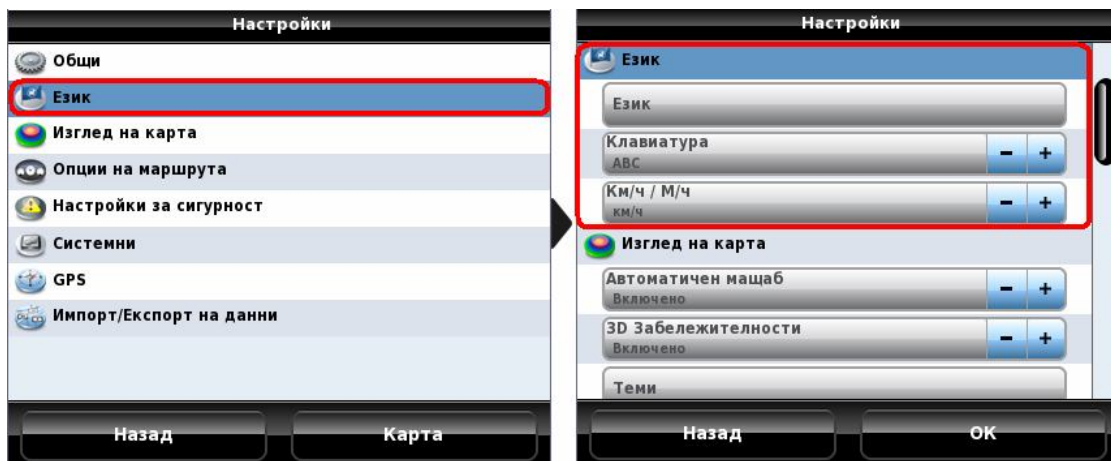 Настройки
Общи
Език
Изглед на карта
Опции на маршрута
Настройки за сигурност
Системни
GPS
Импорт/Експорт на данни
Назад
Карта
Настройки
Език
Език
Клавиатура
ABC
- +
Км/ч / М/ч
км/ч
- +
Изглед на карта
Автоматичен мащаб
Включено
- +
3D Забележителности
Включено
- +
Теми
Назад
ОК